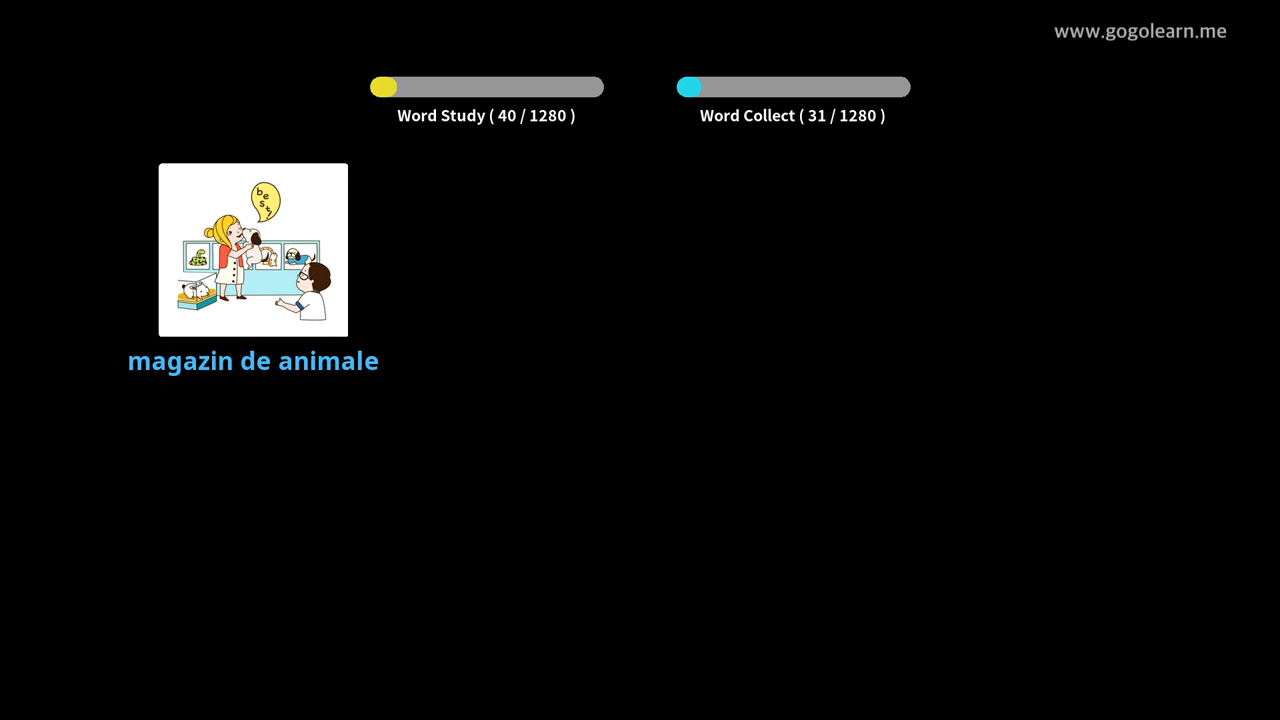 www.gogolearn.me
Word Study ( 40 / 1280 )
Word Collect ( 31 / 1280 )
best,
magazin de animale